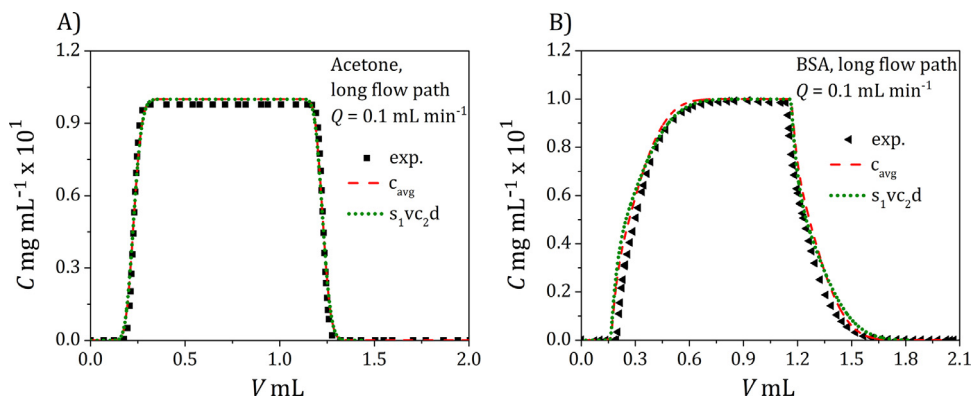 A)
1.2
0.9
0.6
0.3
0.0
0.0
0.5
1.0
1.5
2.0
C mg mL⁻¹ x 10¹
V mL
Acetone,
long flow path
Q = 0.1 mL min⁻¹
exp.
c_avg
s₁vc₂d
B)
1.2
1.0
0.8
0.6
0.4
0.2
0.0
0.0
0.3
0.6
0.9
1.2
1.5
1.8
2.1
C mg mL⁻¹ x 10¹
V mL
BSA, long flow path
Q = 0.1 mL min⁻¹
exp.
c_avg
s₁vc₂d